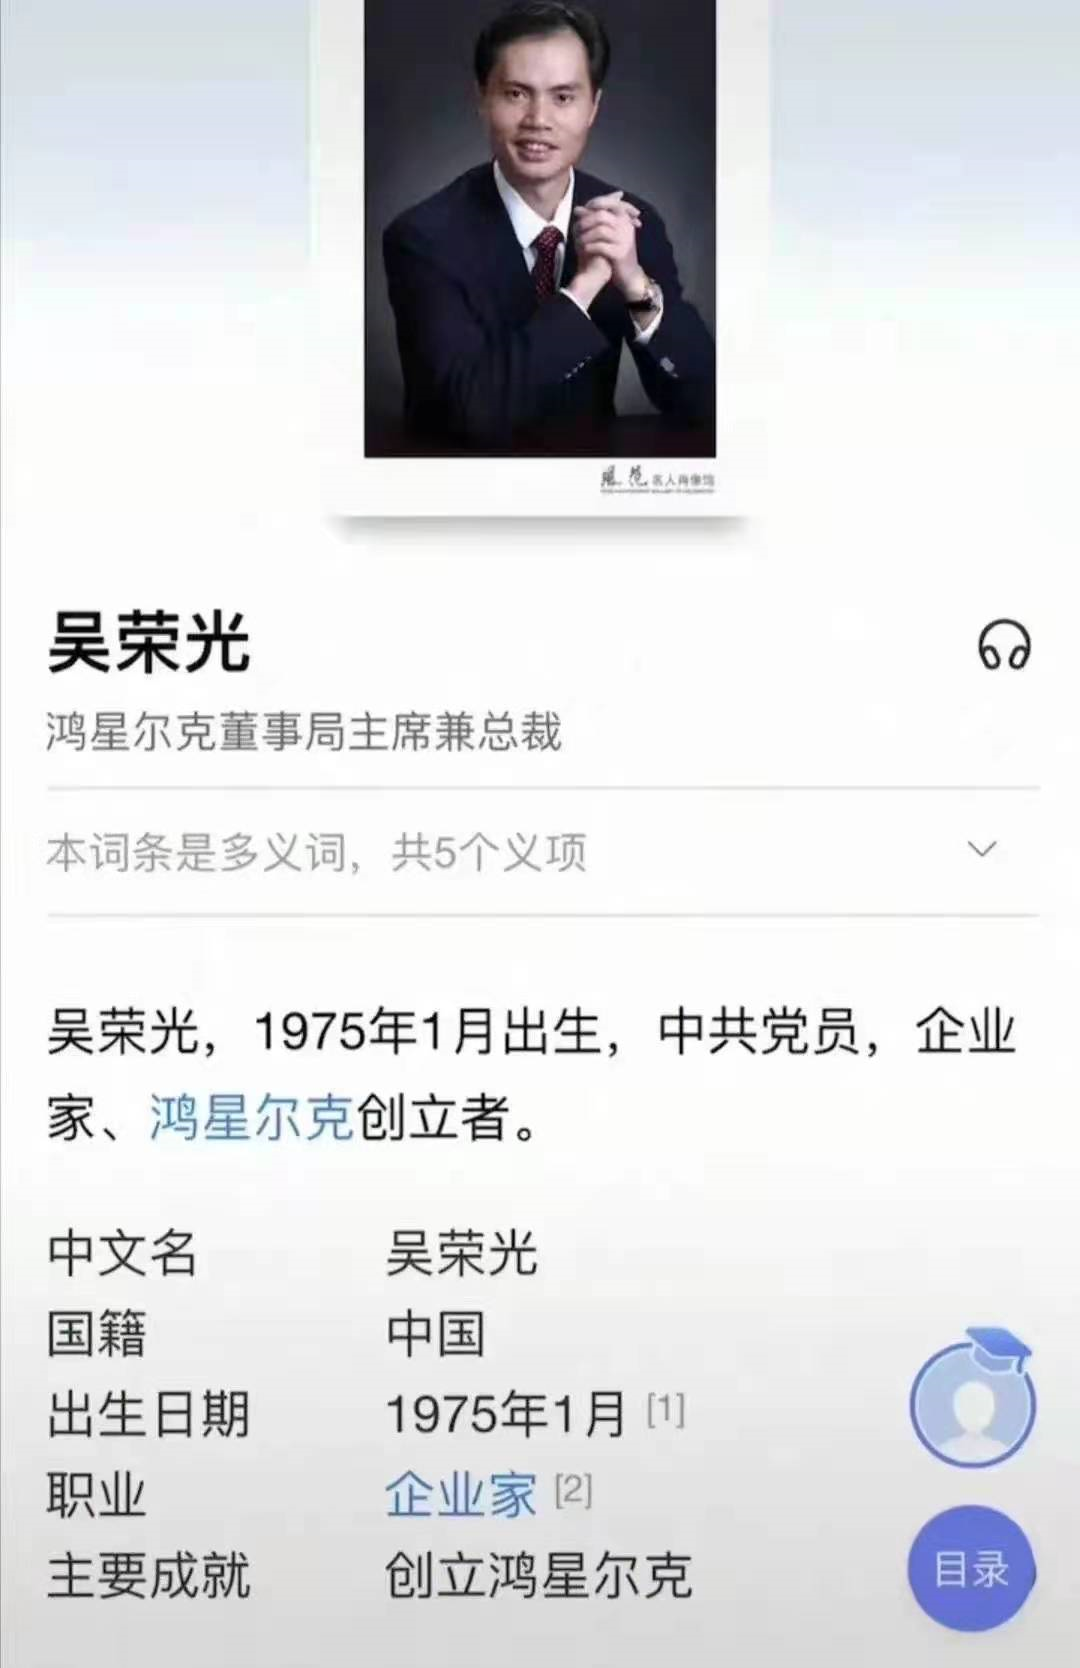 风范 名人肖像馆
吴荣光
鸿星尔克董事局主席兼总裁
本词条是多义词，共5个义项
吴荣光，1975年1月出生，中共党员，企业
家、鸿星尔克创立者。
中文名 吴荣光
国籍 中国
出生日期 1975年1月 [1]
职业 企业家 [2]
主要成就 创立鸿星尔克
目录